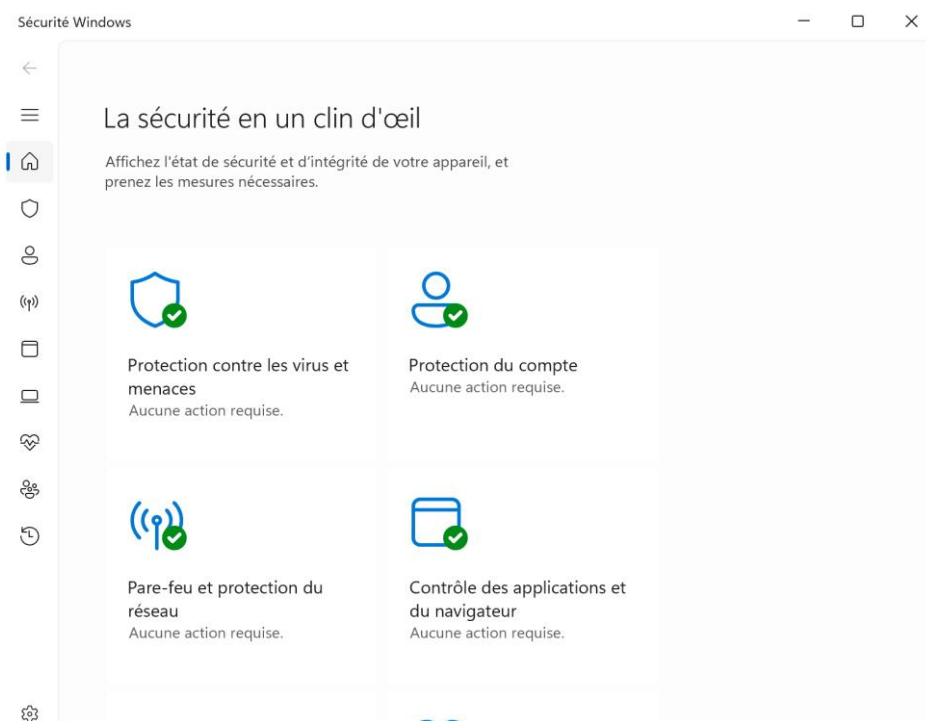 Sécurité Windows
La sécurité en un clin d'œil
Affichez l'état de sécurité et d’intégrité de votre appareil, et
prenez les mesures nécessaires.
Protection contre les virus et
menaces
Aucune action requise.
Protection du compte
Aucune action requise.
Pare-feu et protection du
réseau
Aucune action requise.
Contrôle des applications et
du navigateur
Aucune action requise.